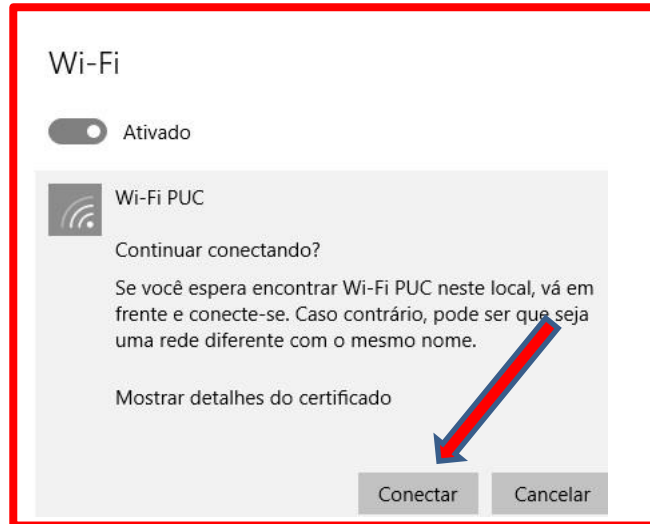 Wi-Fi
Ativado
Wi-Fi PUC
Continuar conectando?
Se você espera encontrar Wi-Fi PUC neste local, vá em
frente e conecte-se. Caso contrário, pode ser que seja
uma rede diferente com o mesmo nome.
Mostrar detalhes do certificado
Conectar Cancelar